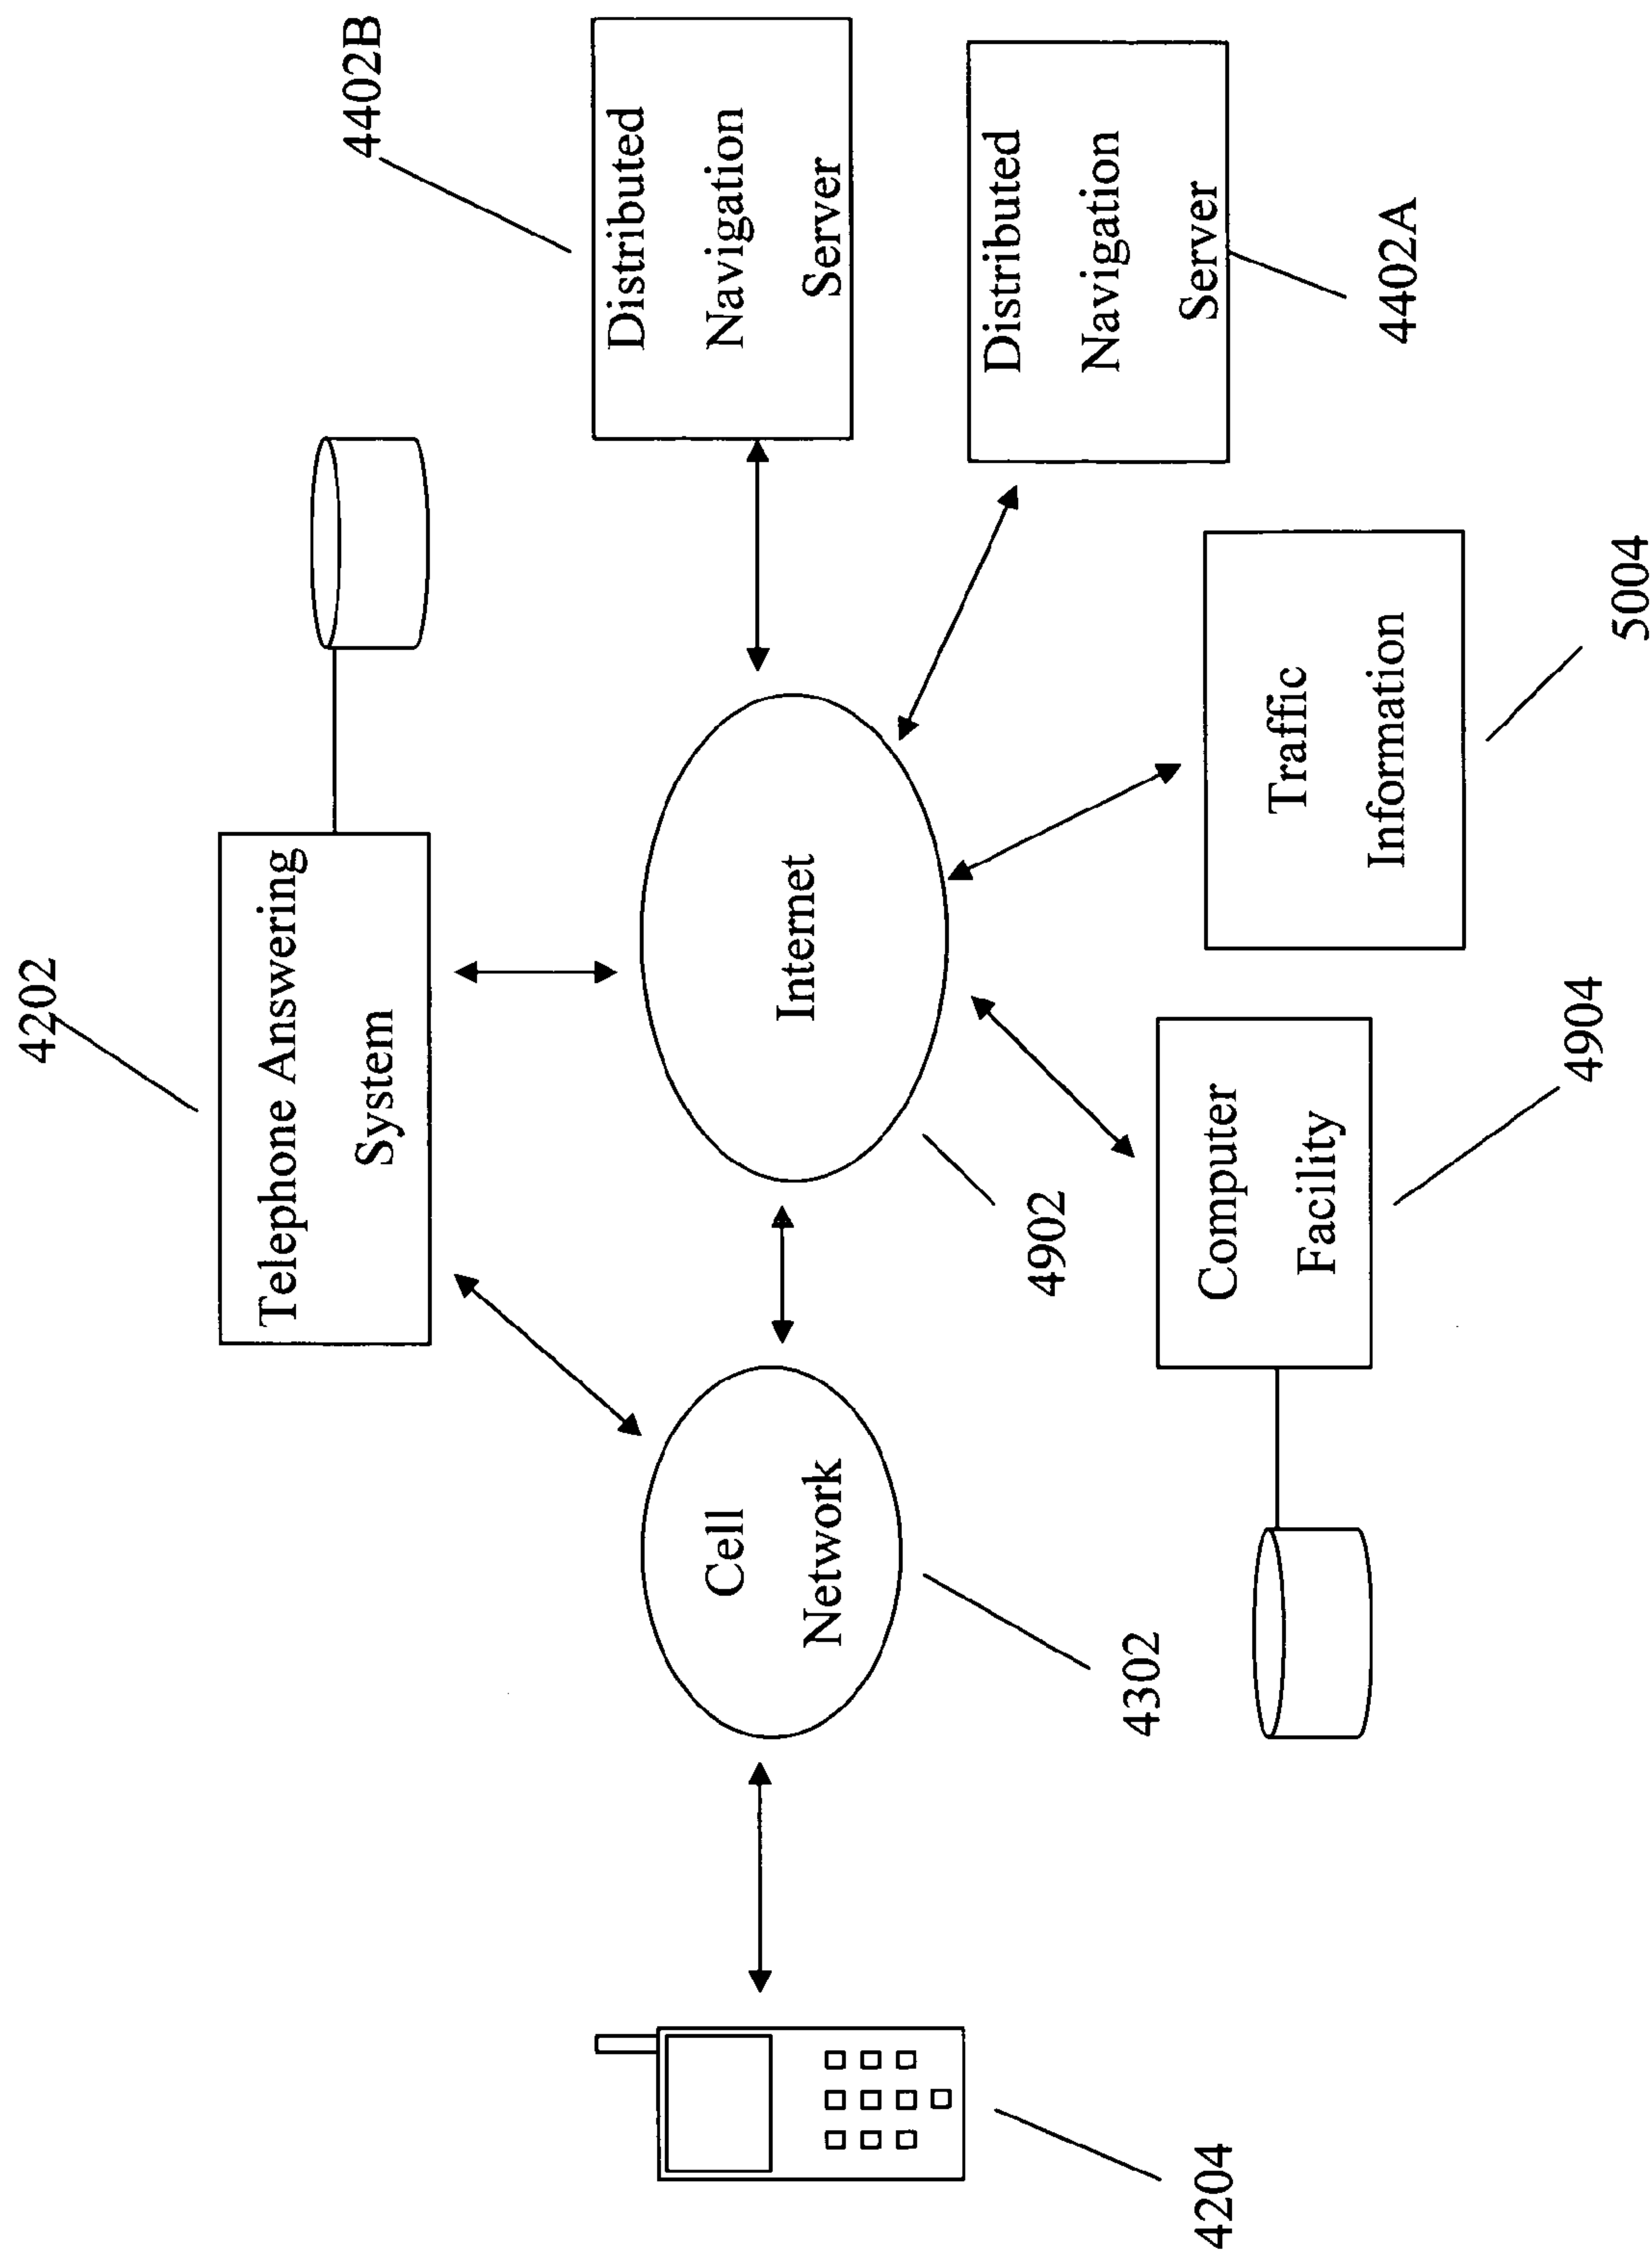 4202
Telephone Answering
System
4402B
Distributed
Navigation
Server
Internet
Cell
Network
Distributed
Navigation
Server
4402A
4902
4302
Traffic
Information
5004
Computer
Facility
4904
4204